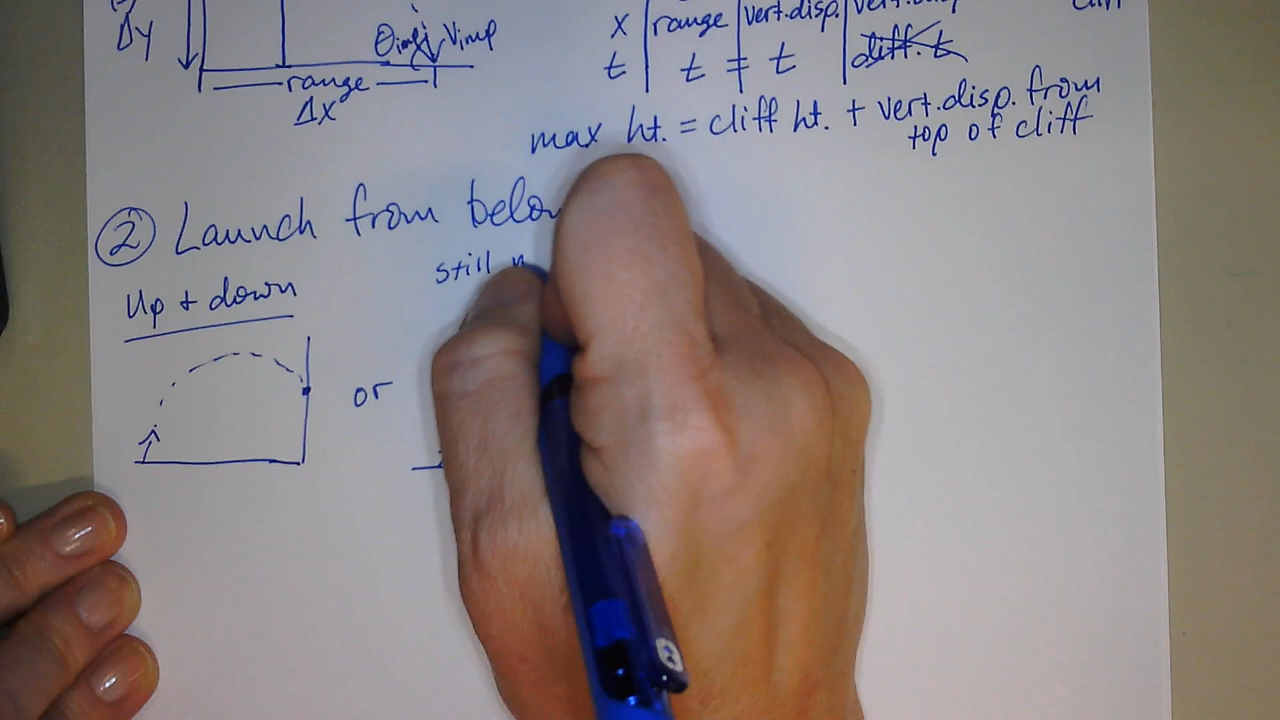 Δy
θimp Vimp
range
Δx
x | range | vert.disp. |
t | t ≠ t | diff. t
max ht. = cliff ht. + vert.disp. from
top of cliff
② Launch from
still
Up + down
or